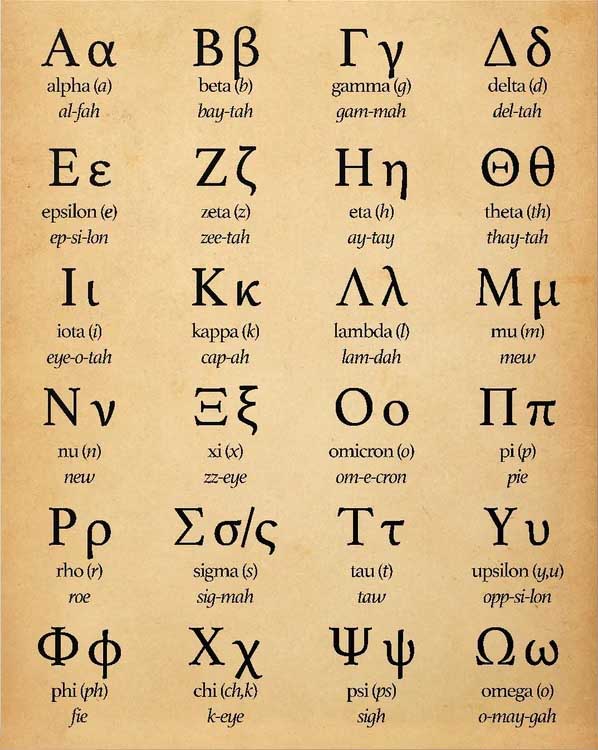 Α α Β β Γ γ Δ δ
alpha (a) beta (b) gamma (g) delta (d)
al-fah bay-tah gam-mah del-tah
Ε ε Ζ ζ Η η Θ θ
epsilon (e) zeta (z) eta (h) theta (th)
ep-si-lon zee-tah ay-tay thay-tah
Ι ι Κ κ Λ λ Μ μ
iota (i) kappa (k) lambda (l) mu (m)
eye-o-tah cap-ah lam-dah mew
Ν ν Ξ ξ Ο ο Π π
nu (n) xi (x) omicron (o) pi (p)
new zz-eye om-e-cron pie
Ρ ρ Σ σ/ς Τ τ Υ υ
rho (r) sigma (s) tau (t) upsilon (y,u)
roe sig-mah taw opp-si-lon
Φ ϕ Χ χ Ψ ψ Ω ω
phi (ph) chi (ch,k) psi (ps) omega (o)
fie k-eye sigh o-may-gah